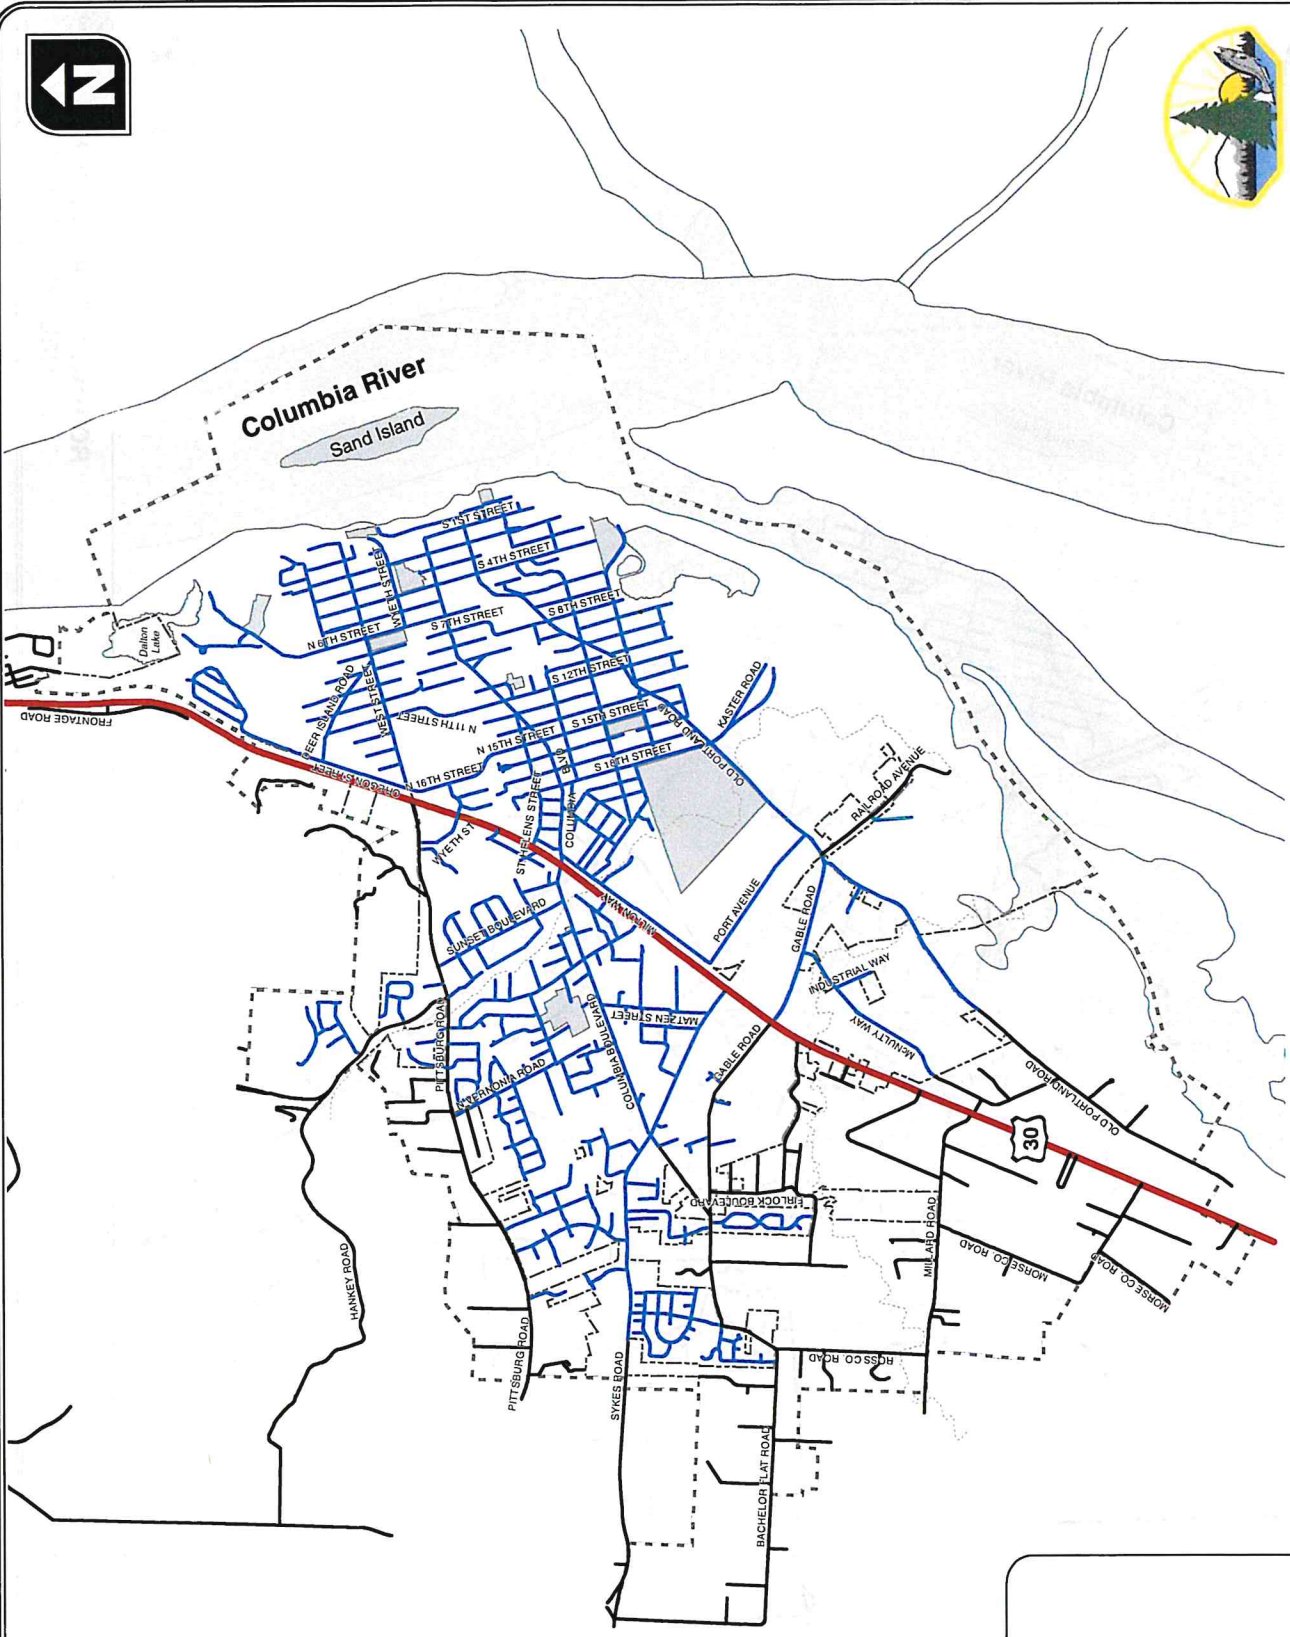 N
Columbia River
Sand Island
S 1ST STREET
S 4TH STREET
WYETH STREET
S 6TH STREET
S 7TH STREET
N 6TH STREET
Dalton
Lake
S 12TH STREET
DEER ISLAND ROAD
WEST STREET
KASTER ROAD
FRONTAGE ROAD
N 11TH STREET
S 15TH STREET
OLD PORTLAND ROAD
N 15TH STREET
S 18TH STREET
BLVD
COLUMBIA
N 16TH STREET
OREGON STREET
OLD PORTLAND ROAD
RAILROAD AVENUE
ST HELENS STREET
WYETH ST
PORT AVENUE
MILTON WAY
GABLE ROAD
SUNSET BOULEVARD
INDUSTRIAL WAY
MATZEN STREET
COLUMBIA BOULEVARD
PITTSBURG ROAD
McNULTY WAY
GABLE ROAD
N VERNONIA ROAD
OLD PORTLAND ROAD
30
FIRLOCK BOULEVARD
MILLARD ROAD
MORSE CO. ROAD
MORSE CO. ROAD
HANKEY ROAD
PITTSBURG ROAD
SYKES ROAD
ROSS CO. ROAD
BACHELOR FLAT ROAD